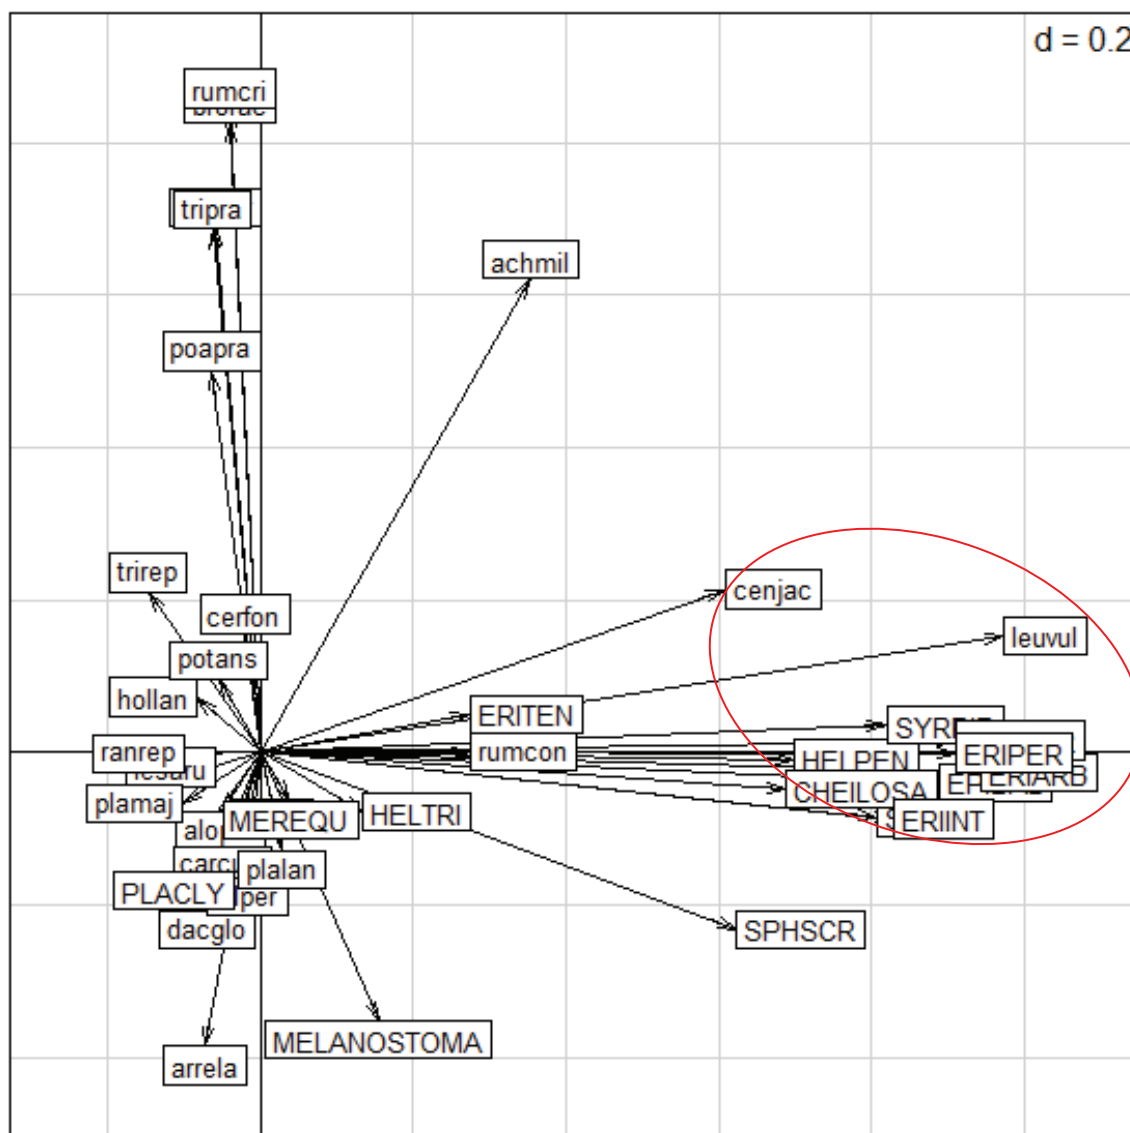 d = 0.2
rumcri
tripra
achmil
poapra
trirep
cenjac
cerfon
leuvul
potans
hollan
ERITEN
ranrep
rumcon
HELPEN
ERIPER
plamaj
CHEILOSA
ERIARB
MEREQU
HELTRI
ERIINT
plalan
PLACLY
dacglo
SPHSCR
MELANOSTOMA
arrela